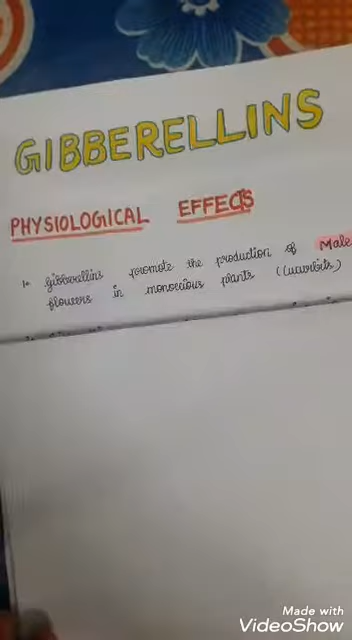 GIBBERELLINS
PHYSIOLOGICAL EFFECTS
1. gibberellins promote the production of Male
flowers in monoecious plants (cucurbits)
Made with
VideoShow